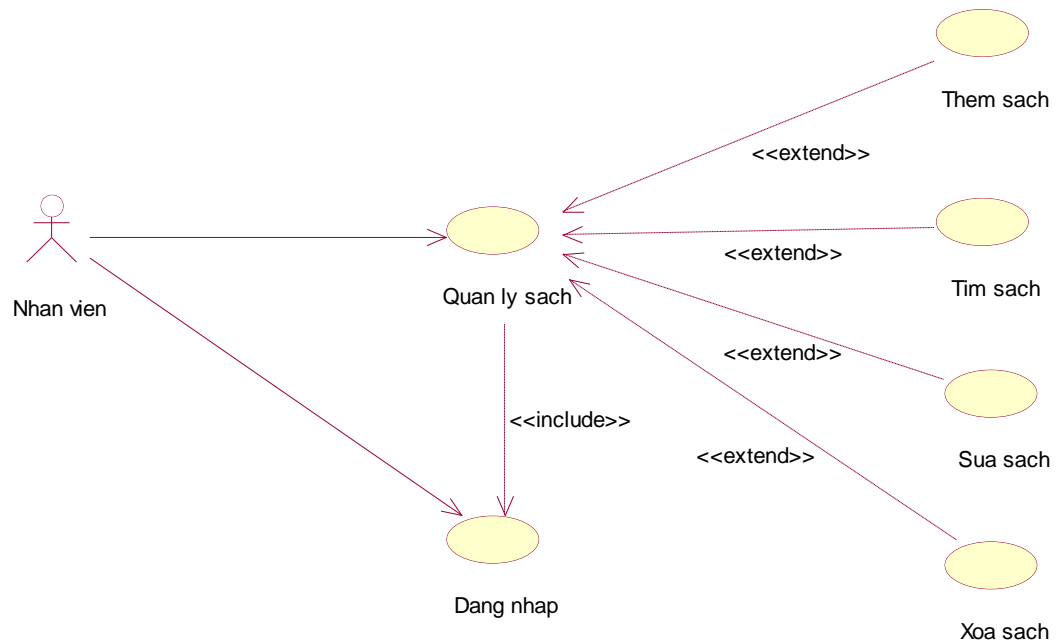 Them sach
<<extend>>
Tim sach
<<extend>>
Nhan vien
Quan ly sach
<<extend>>
<<include>>
<<extend>>
Sua sach
Dang nhap
Xoa sach